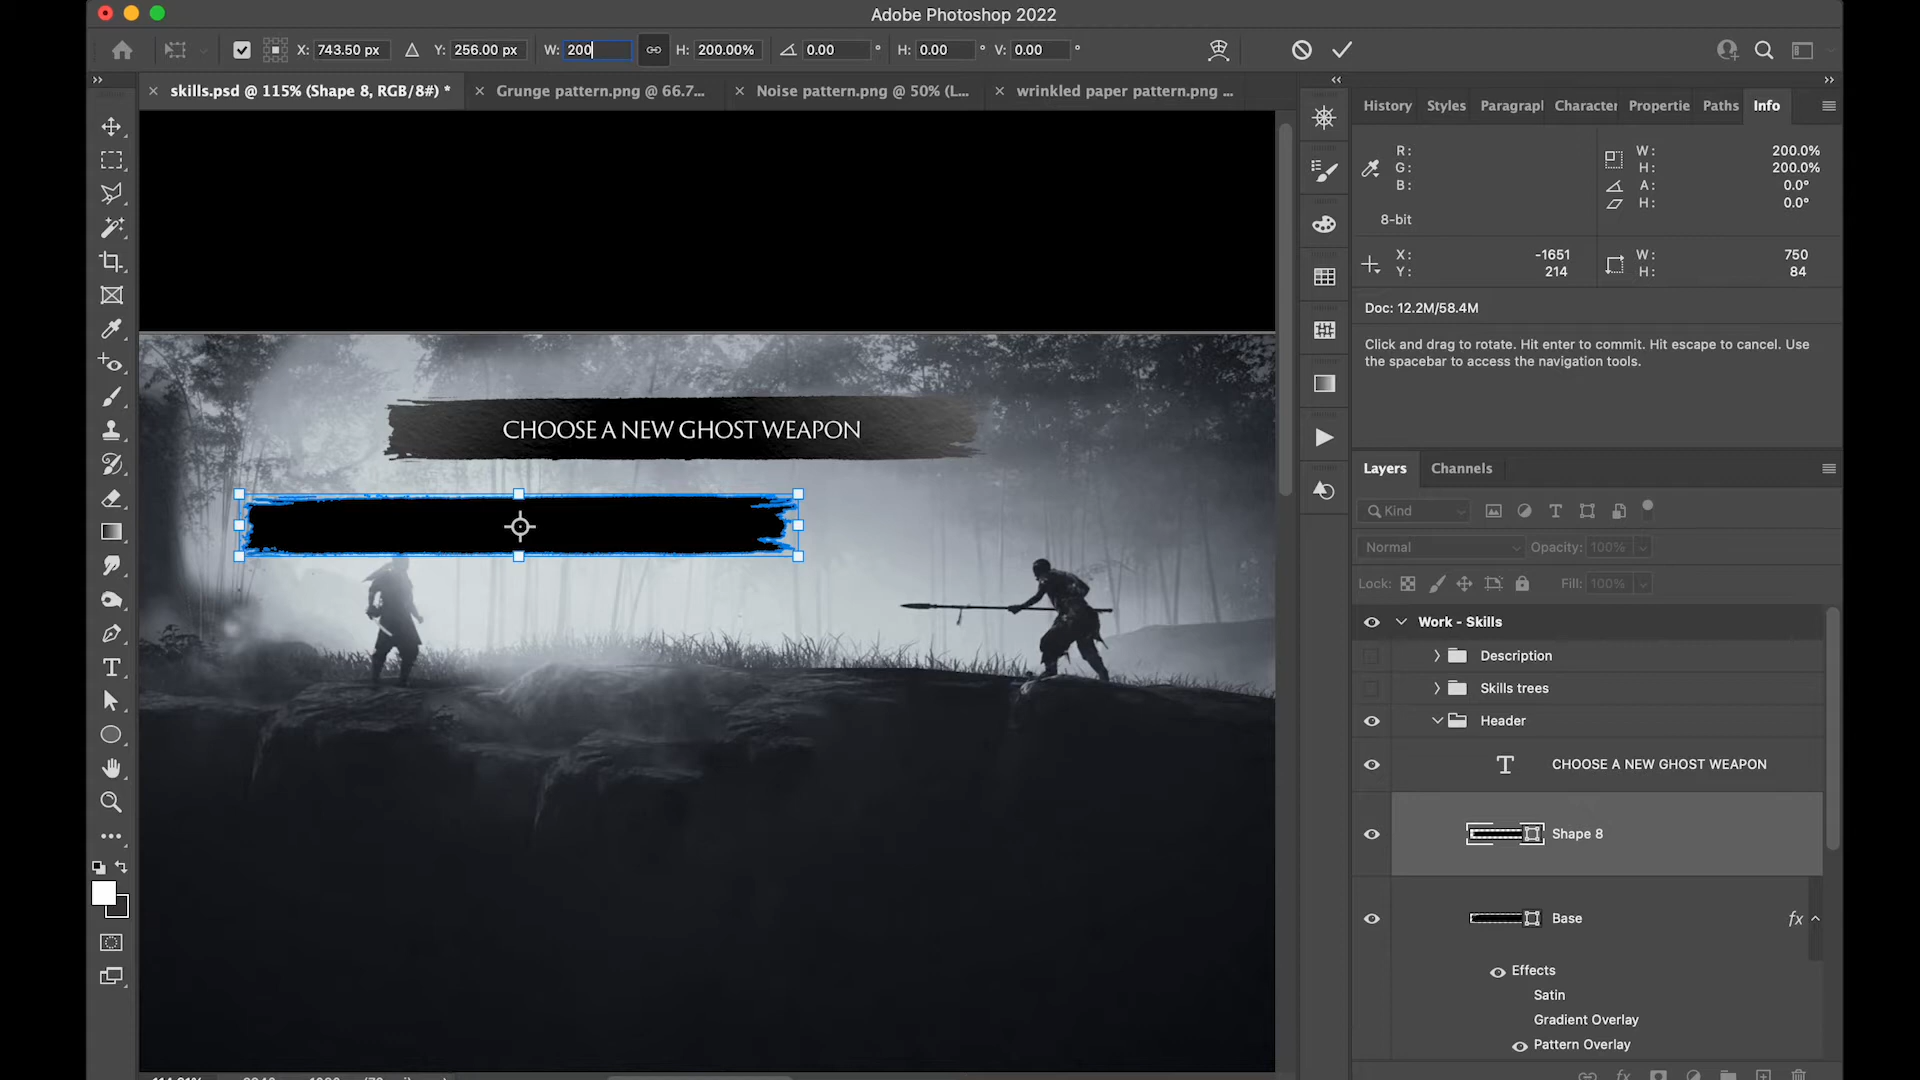 Adobe Photoshop 2022
X: 743.50 px Y: 256.00 px W: 200 H: 200.00% 0.00 ° H: 0.00 ° V: 0.00 °
skills.psd @ 115% (Shape 8, RGB/8#) * Grunge pattern.png @ 66.7... Noise pattern.png @ 50% (L... wrinkled paper pattern.png ...
History Styles Paragrapl Character Propertie Paths Info
R: W: 200.0%
G: H: 200.0%
B: A: 0.0°
H: 0.0°
8-bit
X: -1651 W: 750
Y: 214 H: 84
Doc: 12.2M/58.4M
Click and drag to rotate. Hit enter to commit. Hit escape to cancel. Use
the spacebar to access the navigation tools.
CHOOSE A NEW GHOST WEAPON
Layers Channels
Kind
Normal Opacity: 100%
Lock: Fill: 100%
Work - Skills
Description
Skills trees
Header
T CHOOSE A NEW GHOST WEAPON
Shape 8
Base fx
Effects
Satin
Gradient Overlay
Pattern Overlay